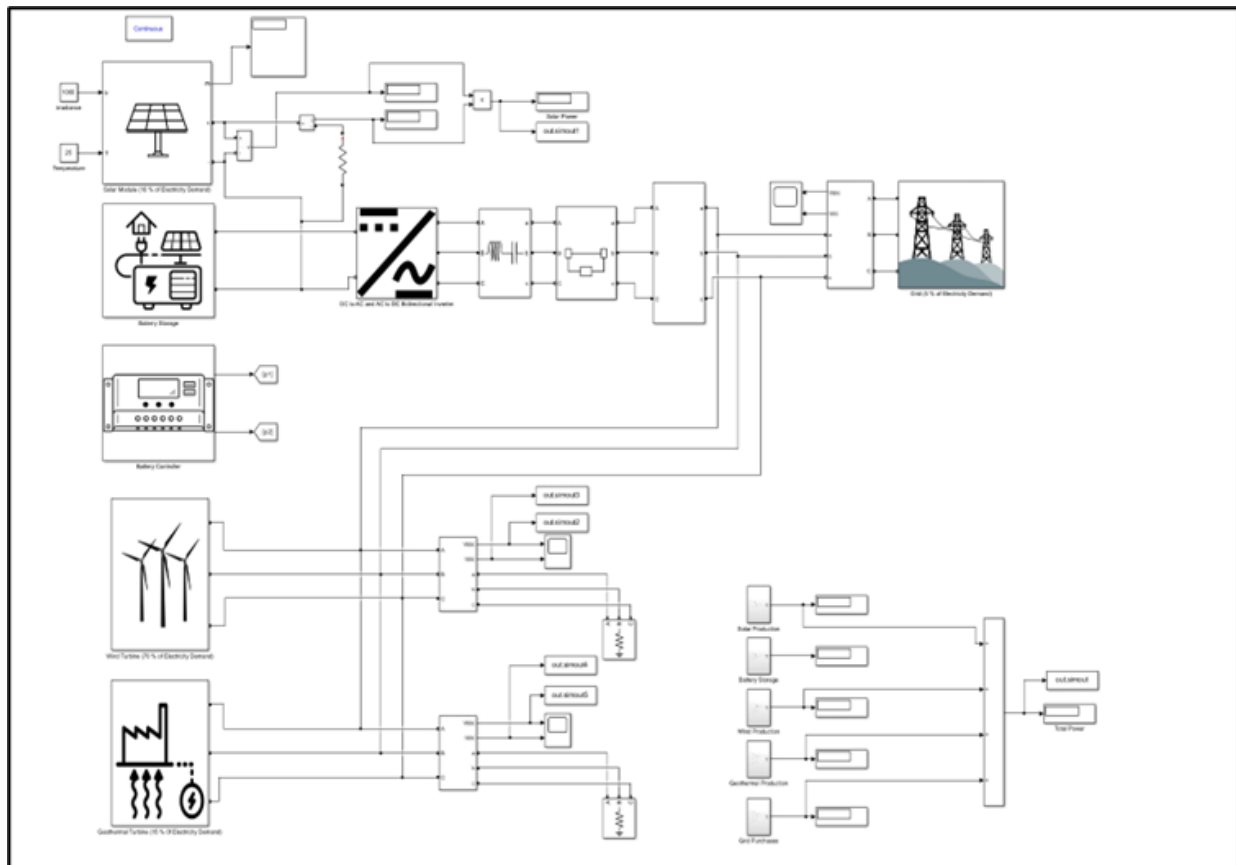 Continuous
1000
Irradiance
25
Temperature
Solar Module (10 % of Electricity Demand)
Solar Power
out.simout1
Battery Storage
DC to AC and AC to DC Bidirectional Inverter
Grid (5 % of Electricity Demand)
Battery Controller
out.simout3
out.simout2
Wind Turbine (70 % of Electricity Demand)
out.simout4
out.simout5
Geothermal Turbine (15 % Of Electricity Demand)
Solar Production
Battery Storage
Wind Production
Geothermal Production
Grid Purchases
out.simout
Total Power